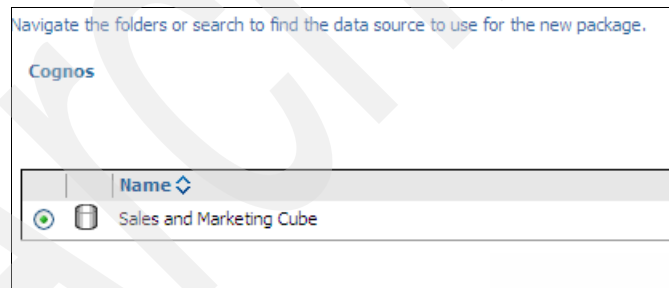 Navigate the folders or search to find the data source to use for the new package.
Cognos
Name
Sales and Marketing Cube